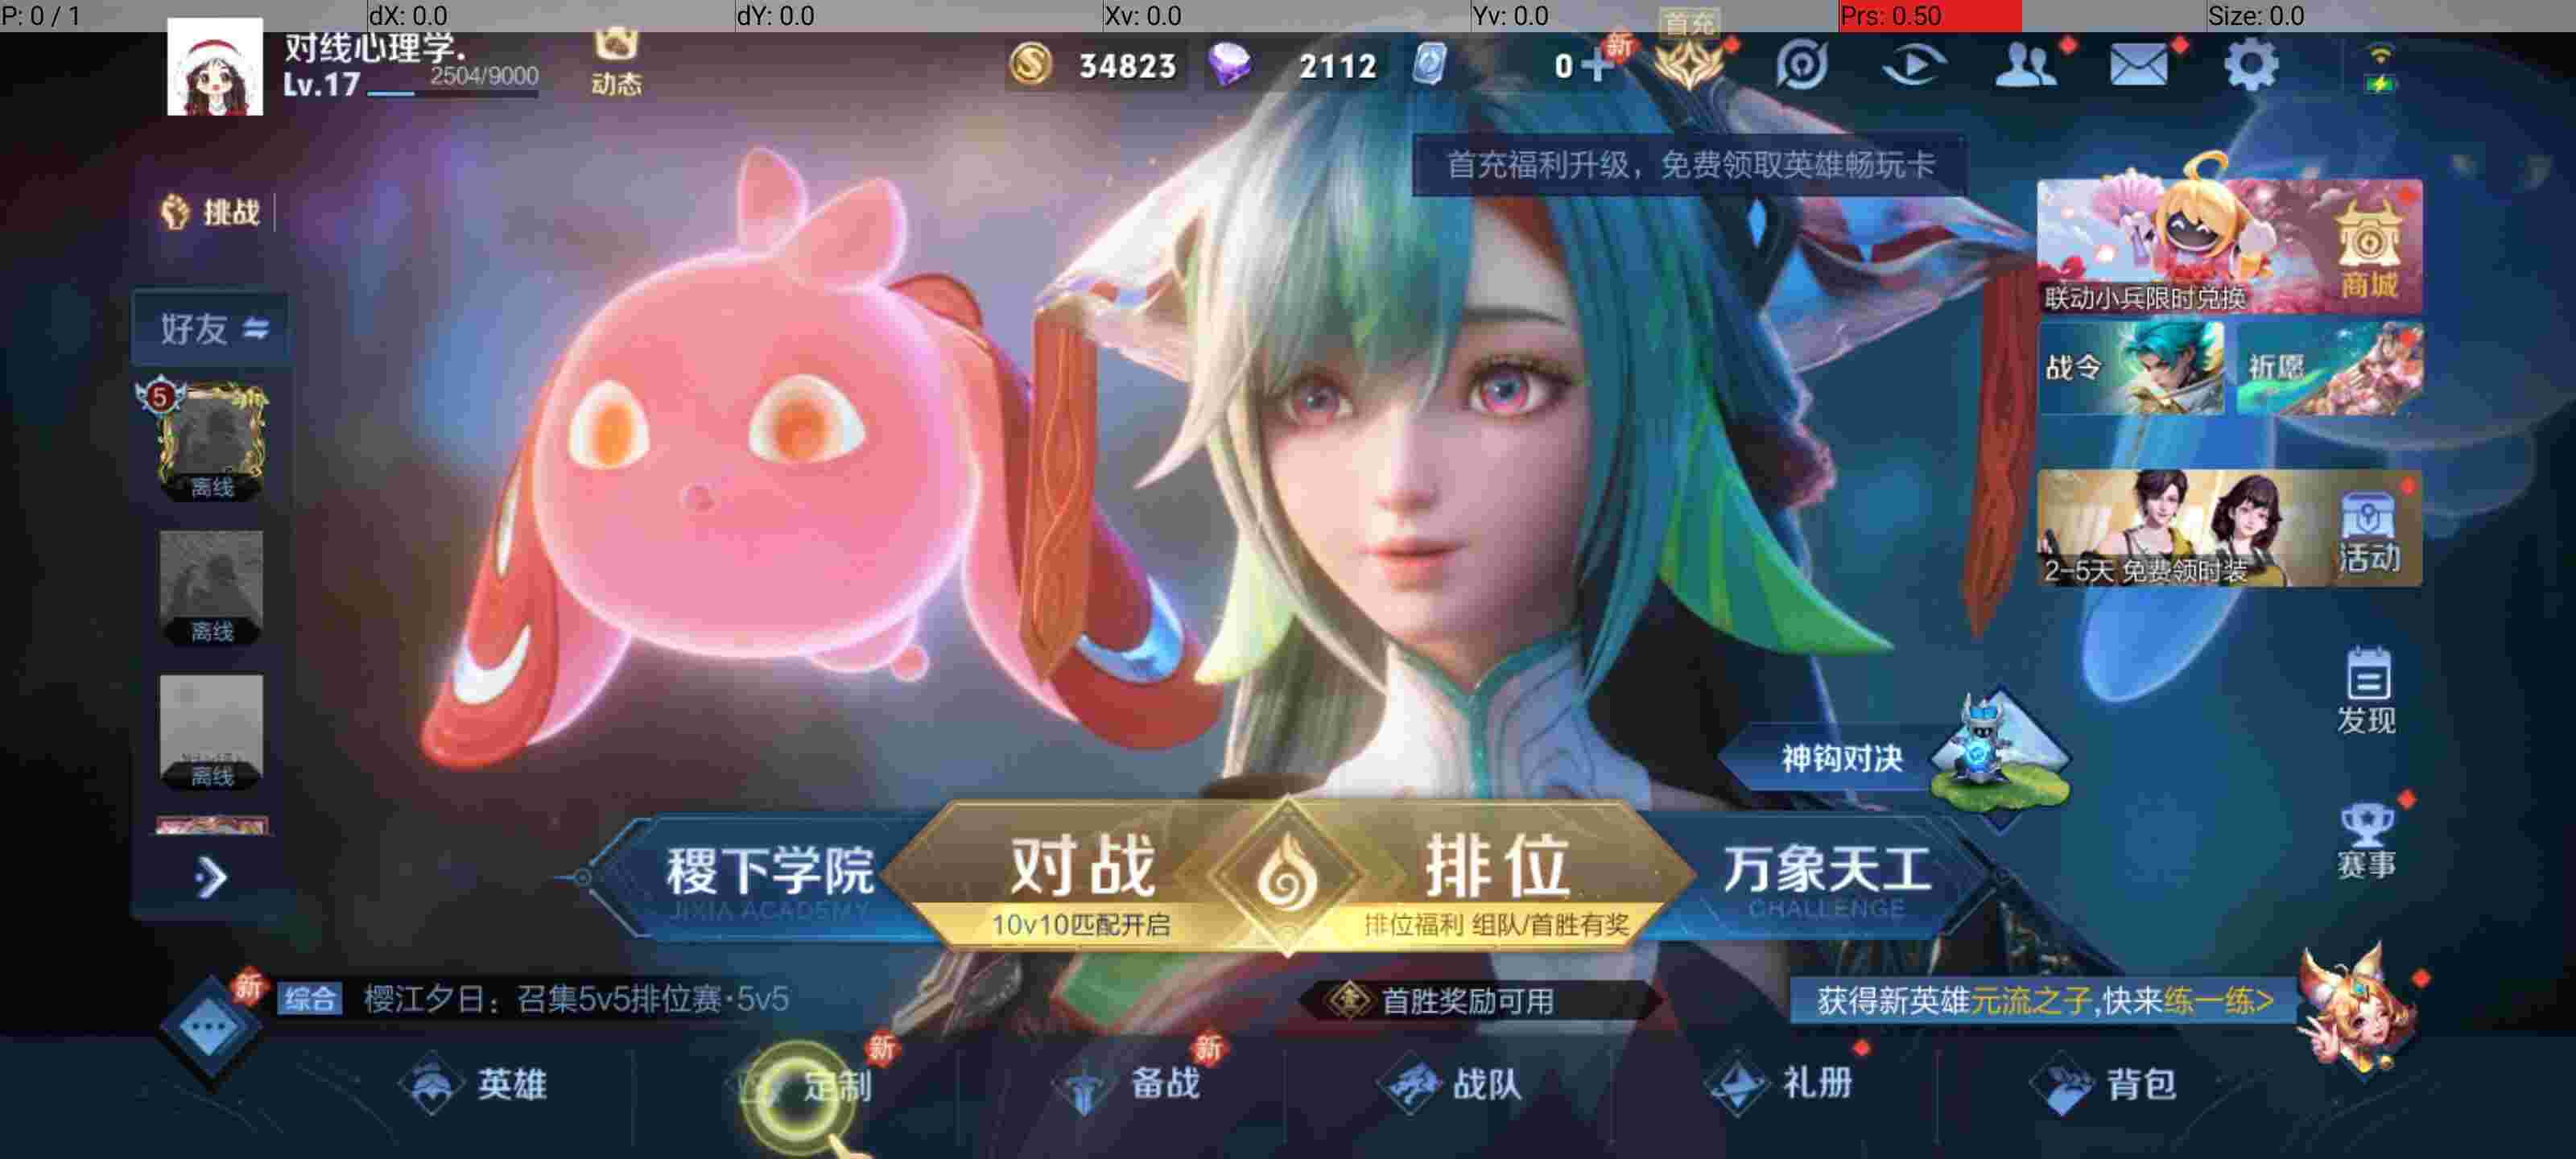 P: 0 / 1
dX: 0.0
dY: 0.0
Xv: 0.0
Yv: 0.0
Prs: 0.50
Size: 0.0
对线心理学.
Lv.17
2504/9000
动态
34823
2112
0
新
首充
首充福利升级，免费领取英雄畅玩卡
挑战
好友
5
离线
离线
离线
联动小兵限时兑换
商城
战令
祈愿
2-5天 免费领时装
活动
发现
赛事
神钩对决
稷下学院
JIXIA ACADEMY
对战
10v10匹配开启
排位
排位福利 组队/首胜有奖
万象天工
CHALLENGE
新
综合
樱江夕日：召集5v5排位赛·5v5
首胜奖励可用
获得新英雄元流之子,快来练一练>
英雄
定制
新
备战
新
战队
礼册
背包